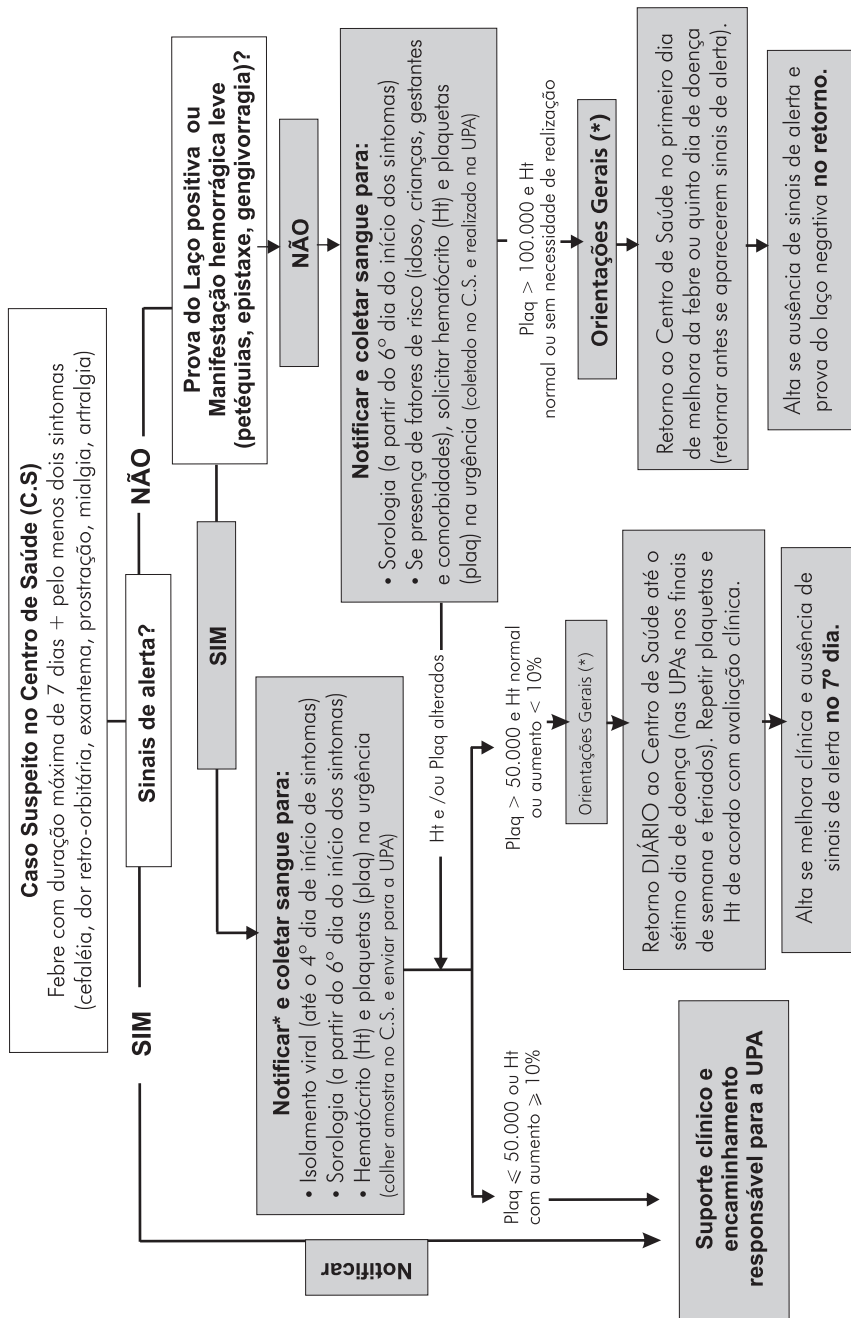 Caso Suspeito no Centro de Saúde (C.S)
Febre com duração máxima de 7 dias + pelo menos dois sintomas
(cefaléia, dor retro-orbitária, exantema, prostração, mialgia, artralgia)
Sinais de alerta?
SIM
NÃO
Notificar
Prova do Laço positiva ou
Manifestação hemorrágica leve
(petéquias, epistaxe, gengivorragia)?
SIM
NÃO
Notificar* e coletar sangue para:
• Isolamento viral (até o 4º dia de início de sintomas)
• Sorologia (a partir do 6º dia do início dos sintomas)
• Hematócrito (Ht) e plaquetas (plaq) na urgência
(colher amostra no C.S. e enviar para a UPA)
Notificar e coletar sangue para:
• Sorologia (a partir do 6º dia do início dos sintomas)
• Se presença de fatores de risco (idoso, crianças, gestantes
e comorbidades), solicitar hematócrito (Ht) e plaquetas
(plaq) na urgência (coletado no C.S. e realizado na UPA)
Ht e /ou Plaq alterados
Plaq ⩽ 50.000 ou Ht
com aumento ⩾ 10%
Plaq > 50.000 e Ht normal
ou aumento < 10%
Plaq > 100.000 e Ht
normal ou sem necessidade de realização
Suporte clínico e
encaminhamento
responsável para a UPA
Orientações Gerais (*)
Retorno DIÁRIO ao Centro de Saúde até o
sétimo dia de doença (nas UPAs nos finais
de semana e feriados). Repetir plaquetas e
Ht de acordo com avaliação clínica.
Alta se melhora clínica e ausência de
sinais de alerta no 7º dia.
Orientações Gerais (*)
Retorno ao Centro de Saúde no primeiro dia
de melhora da febre ou quinto dia de doença
(retornar antes se aparecerem sinais de alerta).
Alta se ausência de sinais de alerta e
prova do laço negativa no retorno.